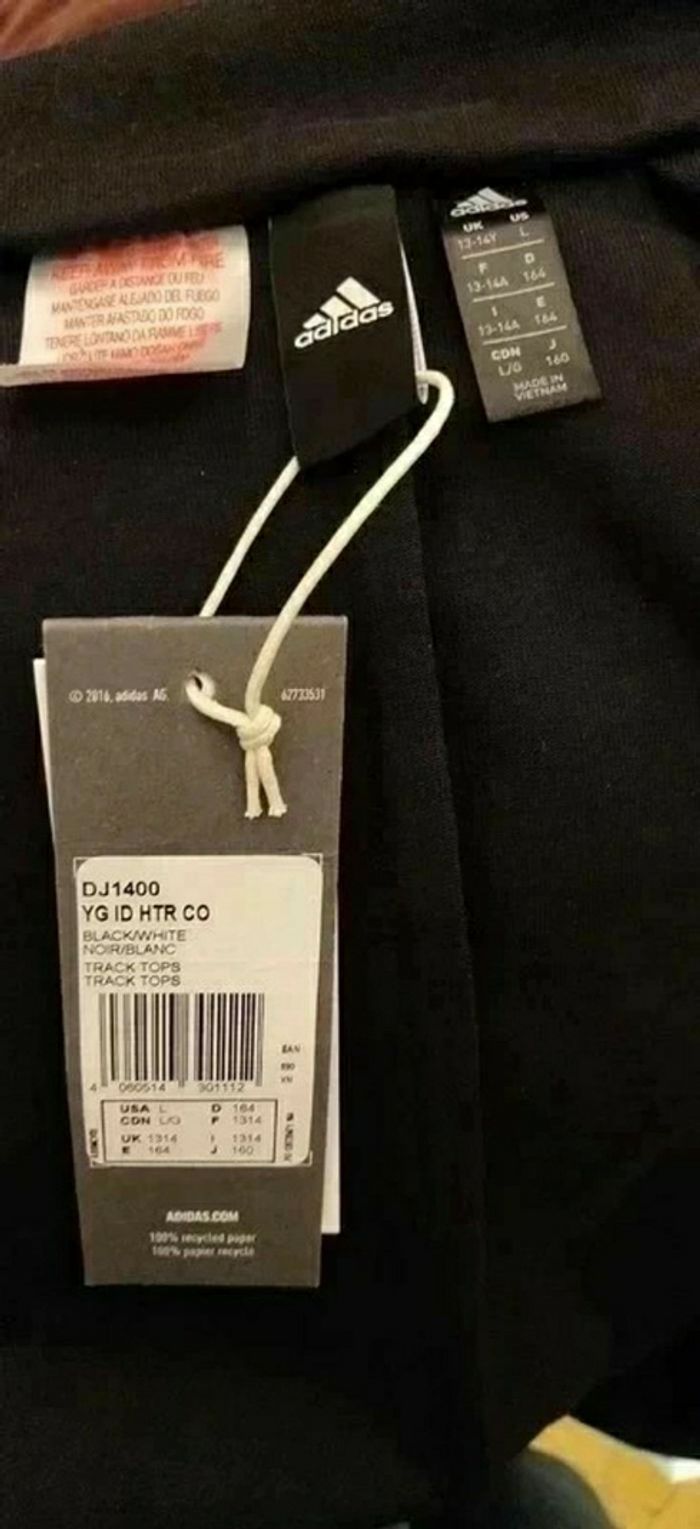 KEEP AWAY FROM FIRE
GARDER A DISTANCE DU FEU
MANTENGASE ALEJADO DEL FUEGO
MANTER AFASTADO DO FOGO
TENERE LONTANO DA FIAMME LIBERE
adidas
adidas
UK US
13-14Y L
F D
13-14A 164
I E
13-14A 164
CDN J
L/G 160
MADE IN
VIETNAM
© 2016, adidas AG. 62733531
DJ1400
YG ID HTR CO
BLACK/WHITE
NOIR/BLANC
TRACK TOPS
TRACK TOPS
EAN
4 060514 301112
USA L D 164
CDN L/G F 1314
UK 1314 I 1314
E 164 J 160
ADIDAS.COM
100% recycled paper
100% papier recyclé